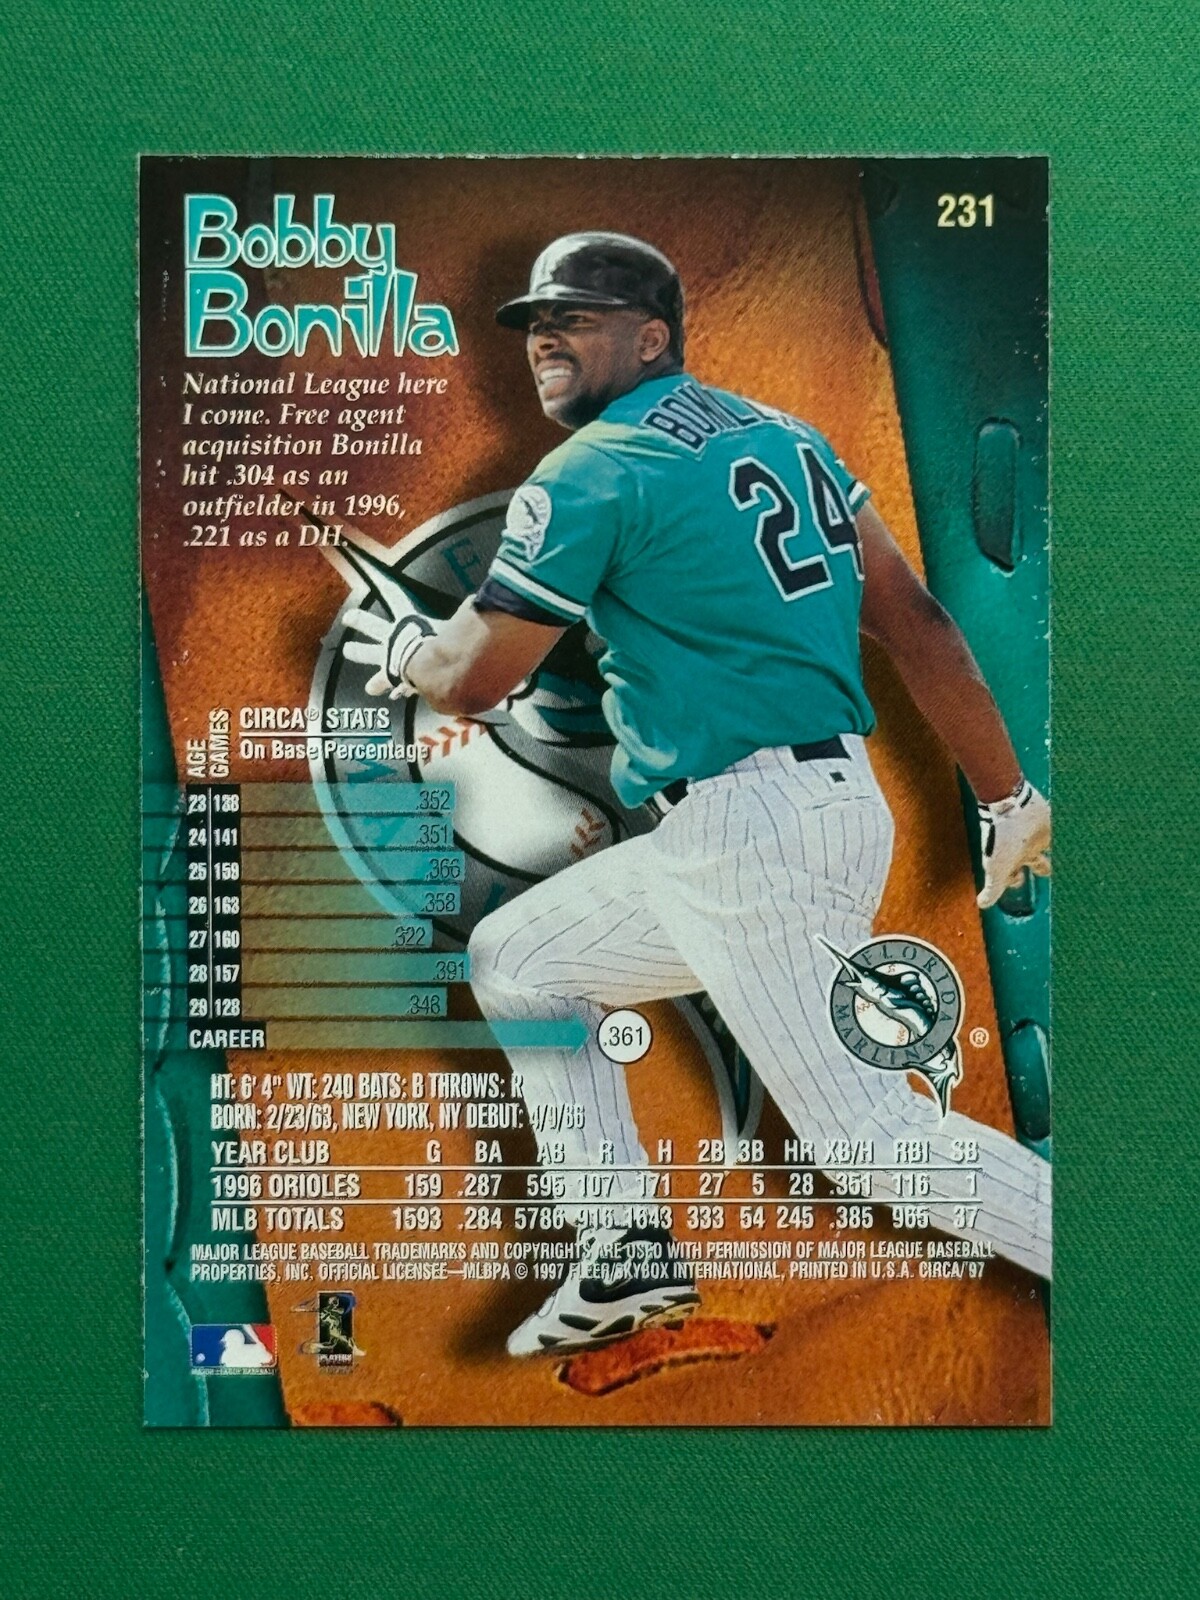 231
Bobby
Bonilla
National League here
I come. Free agent
acquisition Bonilla
hit .304 as an
outfielder in 1996,
.221 as a DH.
24
AGE GAMES CIRCA® STATS
On Base Percentage
23 138 .352
24 141 .351
25 159 .366
26 163 .358
27 160 .322
28 157 .391
29 128 .348
CAREER .361
FLORIDA MARLINS ®
HT: 6' 4" WT: 240 BATS: B THROWS: R
BORN: 2/23/63, NEW YORK, NY DEBUT: 4/9/86
YEAR CLUB G BA AB R H 2B 3B HR XB/H RBI SB
1996 ORIOLES 159 .287 595 107 171 27 5 28 .351 116 1
MLB TOTALS 1593 .284 5786 916 1643 333 54 245 .385 965 37
MAJOR LEAGUE BASEBALL TRADEMARKS AND COPYRIGHTS ARE USED WITH PERMISSION OF MAJOR LEAGUE BASEBALL
PROPERTIES, INC. OFFICIAL LICENSEE—MLBPA © 1997 FLEER/SKYBOX INTERNATIONAL, PRINTED IN U.S.A. CIRCA/'97
MAJOR LEAGUE BASEBALL
PLAYERS